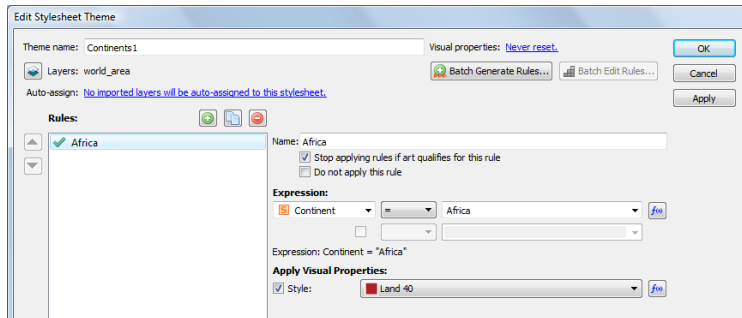 Edit Stylesheet Theme
Theme name: Continents1 Visual properties: Never reset. OK
Layers: world_area Batch Generate Rules... Batch Edit Rules... Cancel
Auto-assign: No imported layers will be auto-assigned to this stylesheet. Apply
Rules:
Africa Name: Africa
Stop applying rules if art qualifies for this rule
Do not apply this rule
Expression:
S Continent = Africa f(x)
Expression: Continent = "Africa"
Apply Visual Properties:
Style: Land 40 f(x)